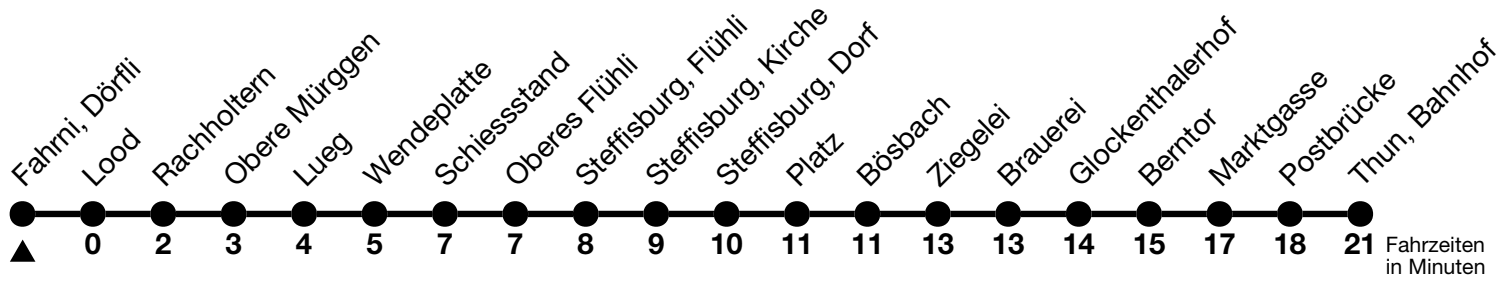 Fahrni, Dörfli
Lood
Rachholtern
Obere Mürggen
Lueg
Wendeplatte
Schiessstand
Oberes Flühli
Steffisburg, Flühli
Steffisburg, Kirche
Steffisburg, Dorf
Platz
Bösbach
Ziegelei
Brauerei
Glockenthalerhof
Berntor
Marktgasse
Postbrücke
Thun, Bahnhof
0 2 3 4 5 7 7 8 9 10 11 11 13 13 14 15 17 18 21
Fahrzeiten
in Minuten